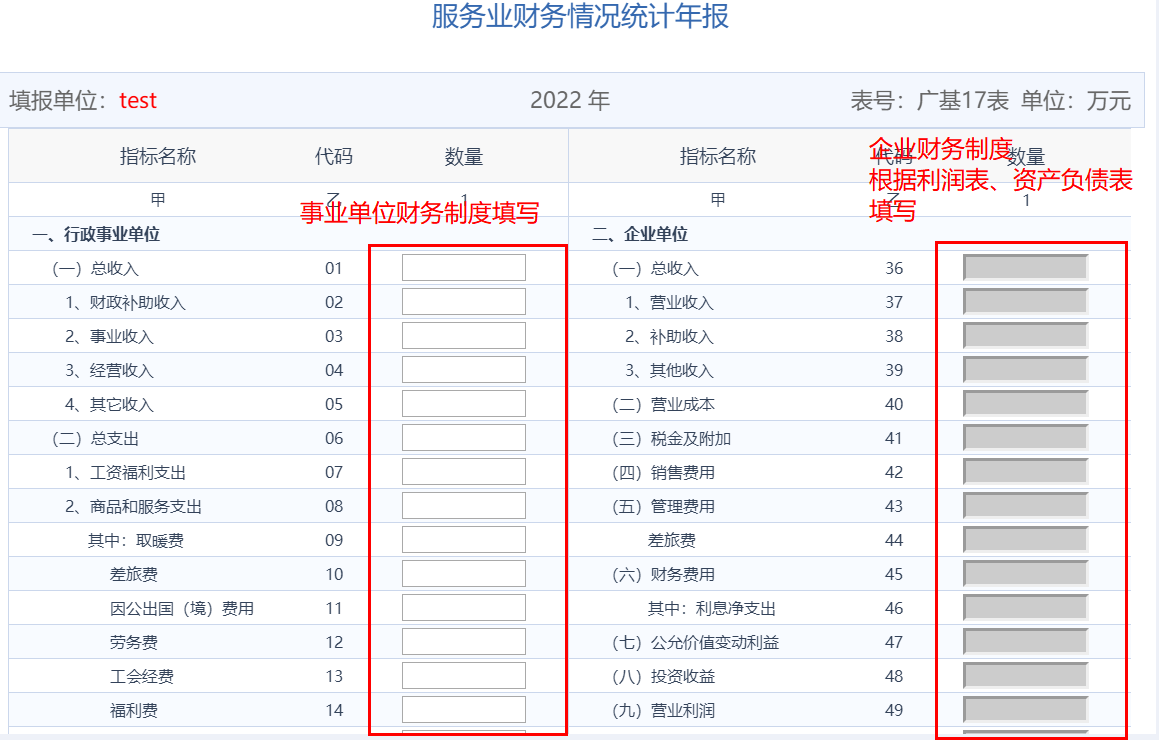 服务业财务情况统计年报
填报单位：test 2022 年 表号：广基17表 单位：万元
指标名称 代码 数量 指标名称 代码 数量
企业财务制度
根据利润表、资产负债表
填写
甲 乙 1 甲 乙 1
事业单位财务制度填写
一、行政事业单位 二、企业单位
（一）总收入 01 （一）总收入 36
1、财政补助收入 02 1、营业收入 37
2、事业收入 03 2、补助收入 38
3、经营收入 04 3、其他收入 39
4、其它收入 05 （二）营业成本 40
（二）总支出 06 （三）税金及附加 41
1、工资福利支出 07 （四）销售费用 42
2、商品和服务支出 08 （五）管理费用 43
其中：取暖费 09 差旅费 44
差旅费 10 （六）财务费用 45
因公出国（境）费用 11 其中：利息净支出 46
劳务费 12 （七）公允价值变动利益 47
工会经费 13 （八）投资收益 48
福利费 14 （九）营业利润 49